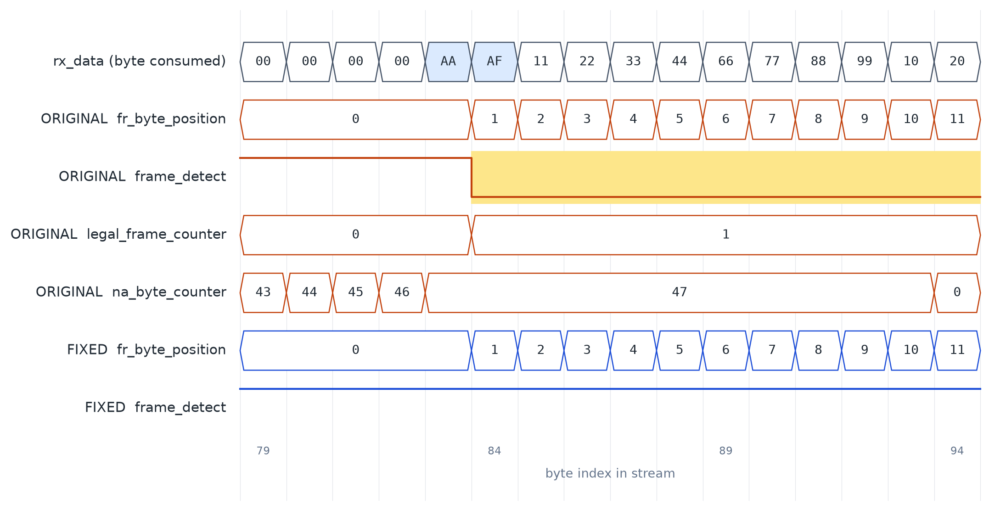 rx_data (byte consumed) 00 00 00 00 AA AF 11 22 33 44 66 77 88 99 10 20
ORIGINAL fr_byte_position 0 1 2 3 4 5 6 7 8 9 10 11
ORIGINAL frame_detect
ORIGINAL legal_frame_counter 0 1
ORIGINAL na_byte_counter 43 44 45 46 47 0
FIXED fr_byte_position 0 1 2 3 4 5 6 7 8 9 10 11
FIXED frame_detect
79 84 89 94
byte index in stream